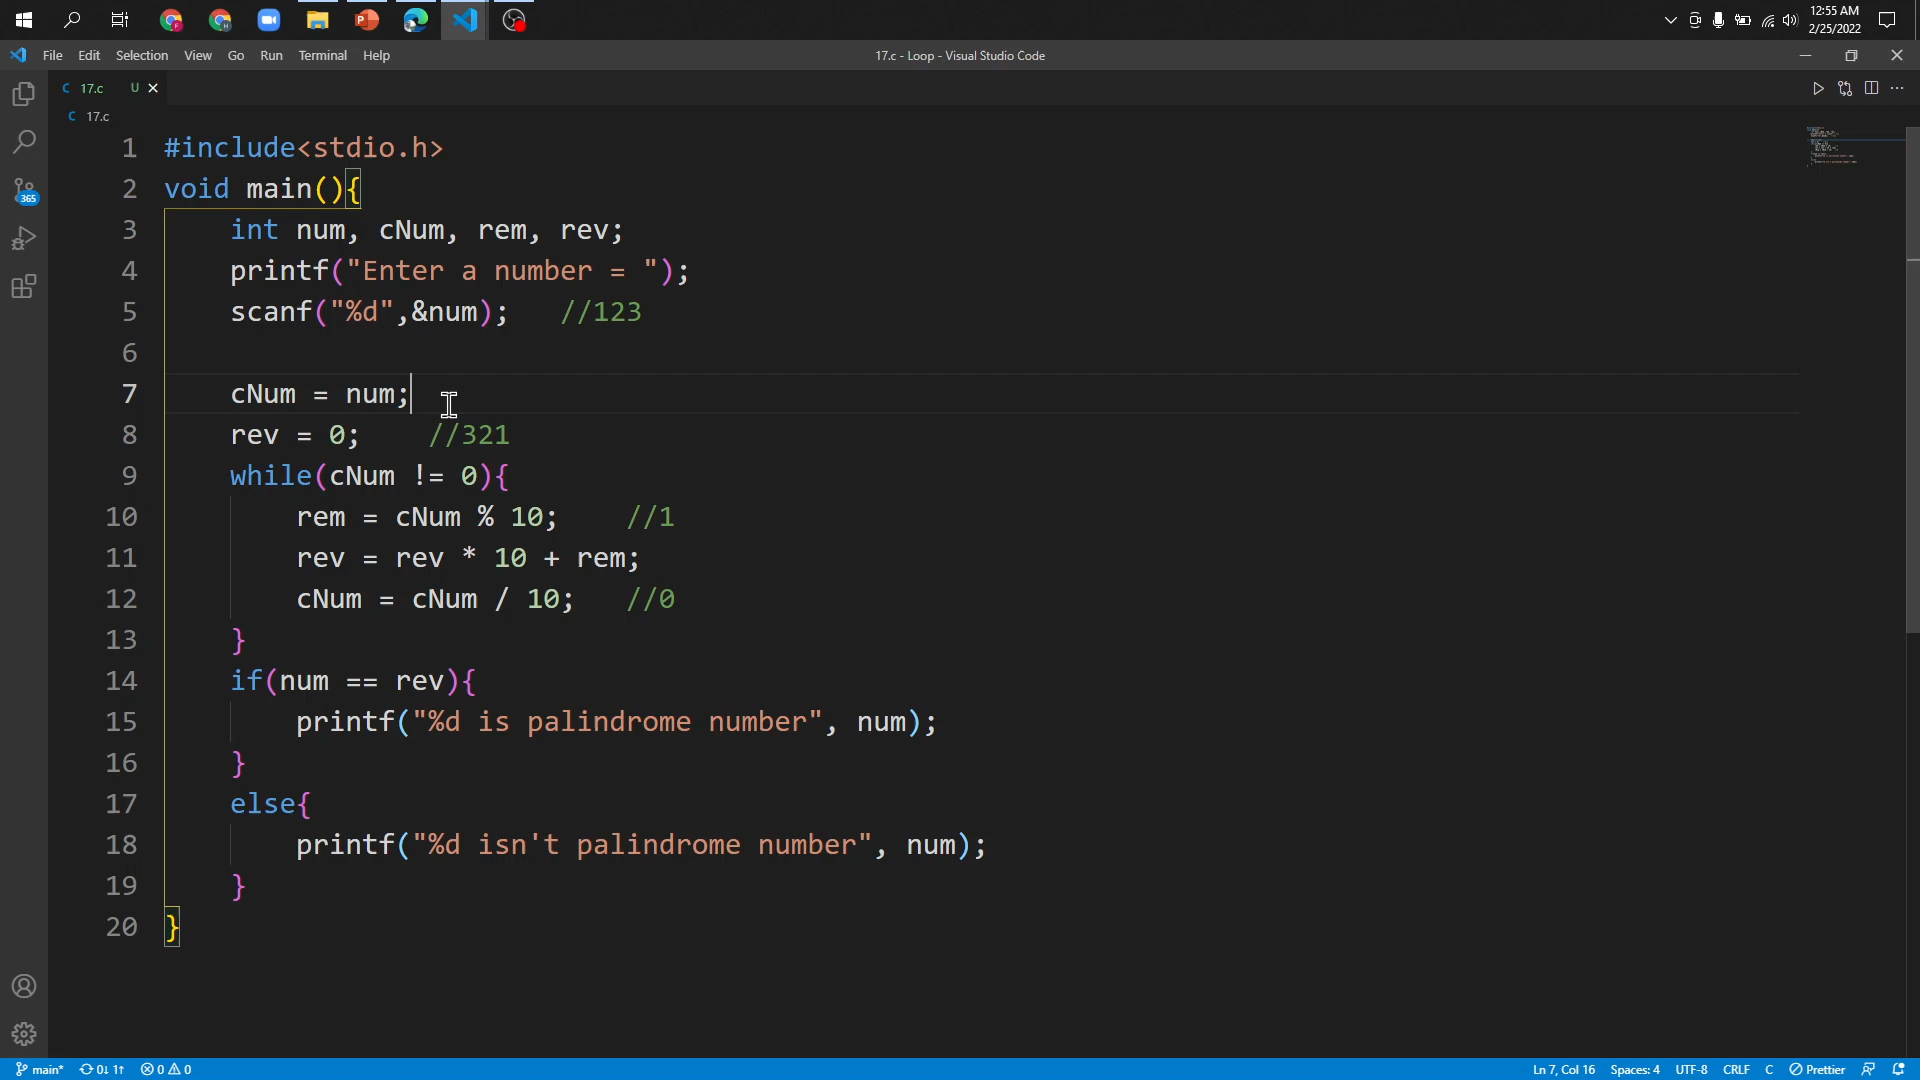 12:55 AM
2/25/2022
File Edit Selection View Go Run Terminal Help
17.c - Loop - Visual Studio Code
C 17.c U
C 17.c
1 #include<stdio.h>
2 void main(){
3 int num, cNum, rem, rev;
4 printf("Enter a number = ");
5 scanf("%d",&num); //123
6
7 cNum = num;
8 rev = 0; //321
9 while(cNum != 0){
10 rem = cNum % 10; //1
11 rev = rev * 10 + rem;
12 cNum = cNum / 10; //0
13 }
14 if(num == rev){
15 printf("%d is palindrome number", num);
16 }
17 else{
18 printf("%d isn't palindrome number", num);
19 }
20 }
365
main* 0↓ 1↑ 0 0
Ln 7, Col 16 Spaces: 4 UTF-8 CRLF C Prettier